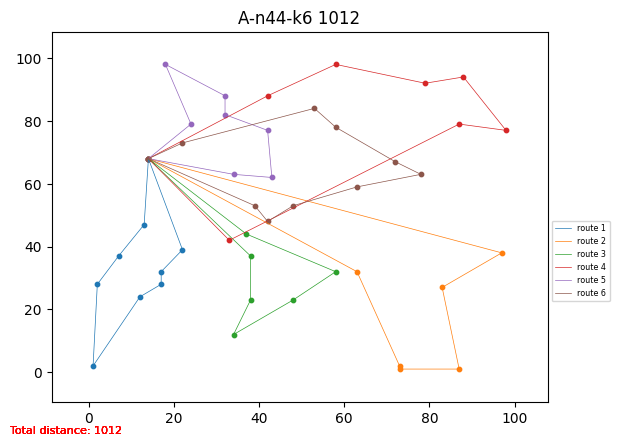 A-n44-k6 1012
100
80
60
40
20
0
0 20 40 60 80 100
route 1
route 2
route 3
route 4
route 5
route 6
Total distance: 1012